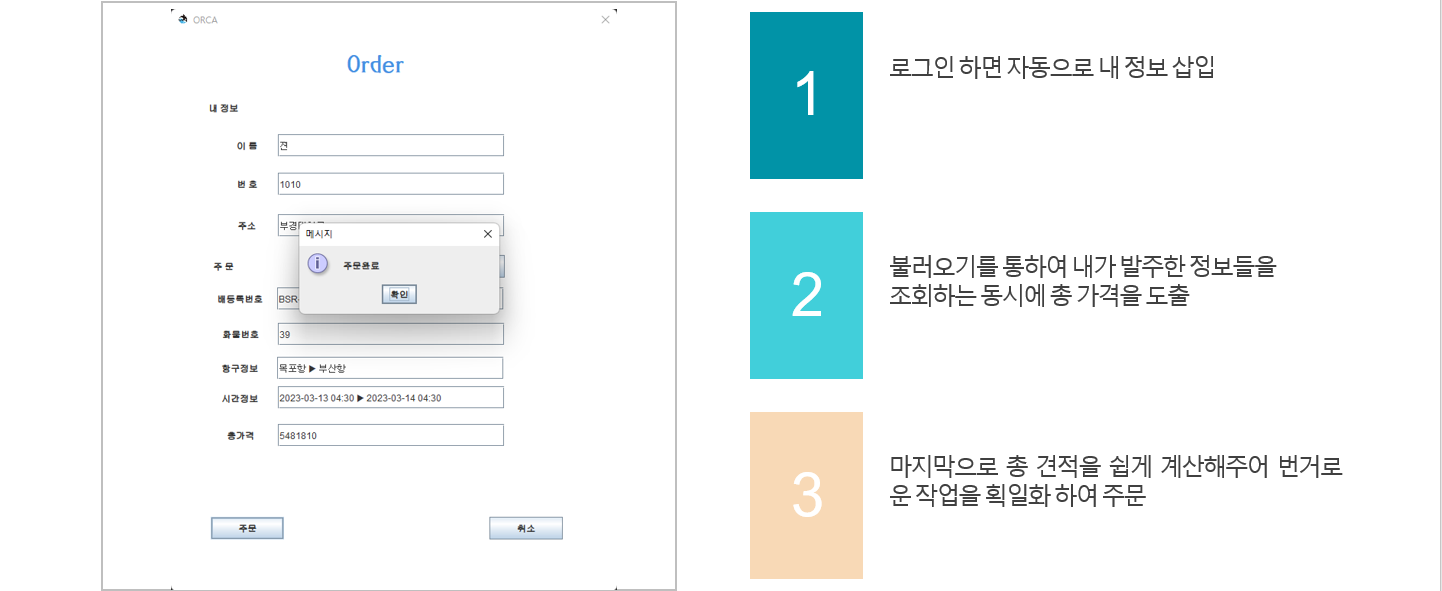 ORCA
Order
내 정보
이 름
번 호
1010
주소
메시지
주문완료
확인
주 문
배등록번호
BSR
화물번호
39
항구정보
목포항 ▶ 부산항
시간정보
2023-03-13 04:30 ▶ 2023-03-14 04:30
총가격
5481810
주문
취소
1
로그인 하면 자동으로 내 정보 삽입
2
불러오기를 통하여 내가 발주한 정보들을
조회하는 동시에 총 가격을 도출
3
마지막으로 총 견적을 쉽게 계산해주어 번거로
운 작업을 획일화 하여 주문